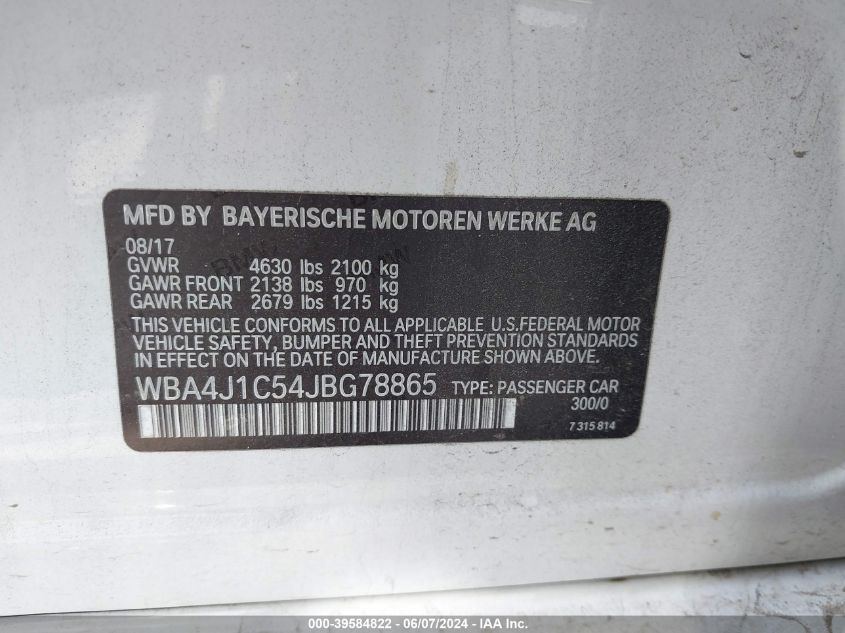 MFD BY BAYERISCHE MOTOREN WERKE AG
08/17
GVWR 4630 lbs 2100 kg
GAWR FRONT 2138 lbs 970 kg
GAWR REAR 2679 lbs 1215 kg
THIS VEHICLE CONFORMS TO ALL APPLICABLE U.S.FEDERAL MOTOR
VEHICLE SAFETY, BUMPER AND THEFT PREVENTION STANDARDS
IN EFFECT ON THE DATE OF MANUFACTURE SHOWN ABOVE.
WBA4J1C54JBG78865 TYPE: PASSENGER CAR
300/0
7 315 814
000-39584822 - 06/07/2024 - IAAI.com